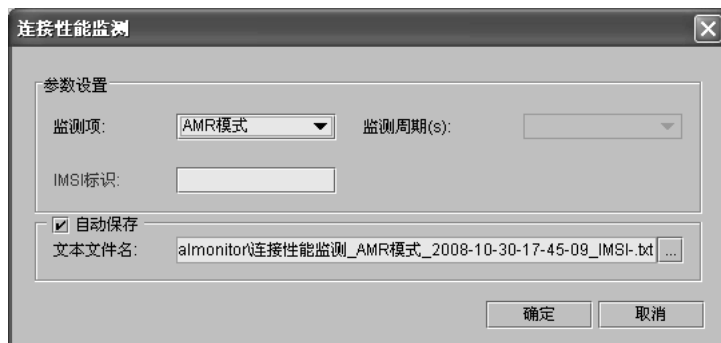 连接性能监测
参数设置
监测项: AMR模式 监测周期(s):
IMSI标识:
自动保存
文本文件名: almonitor\连接性能监测_AMR模式_2008-10-30-17-45-09_IMSI-.txt ...
确定 取消